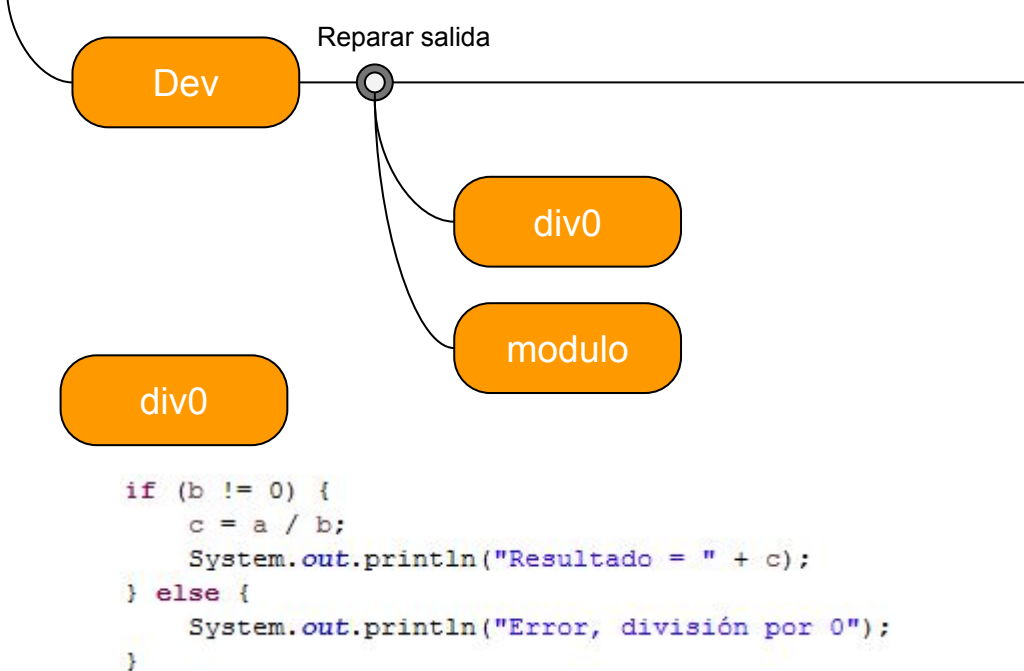 Reparar salida
Dev
div0
modulo
div0
if (b != 0) {
    c = a / b;
    System.out.println("Resultado = " + c);
} else {
    System.out.println("Error, división por 0");
}